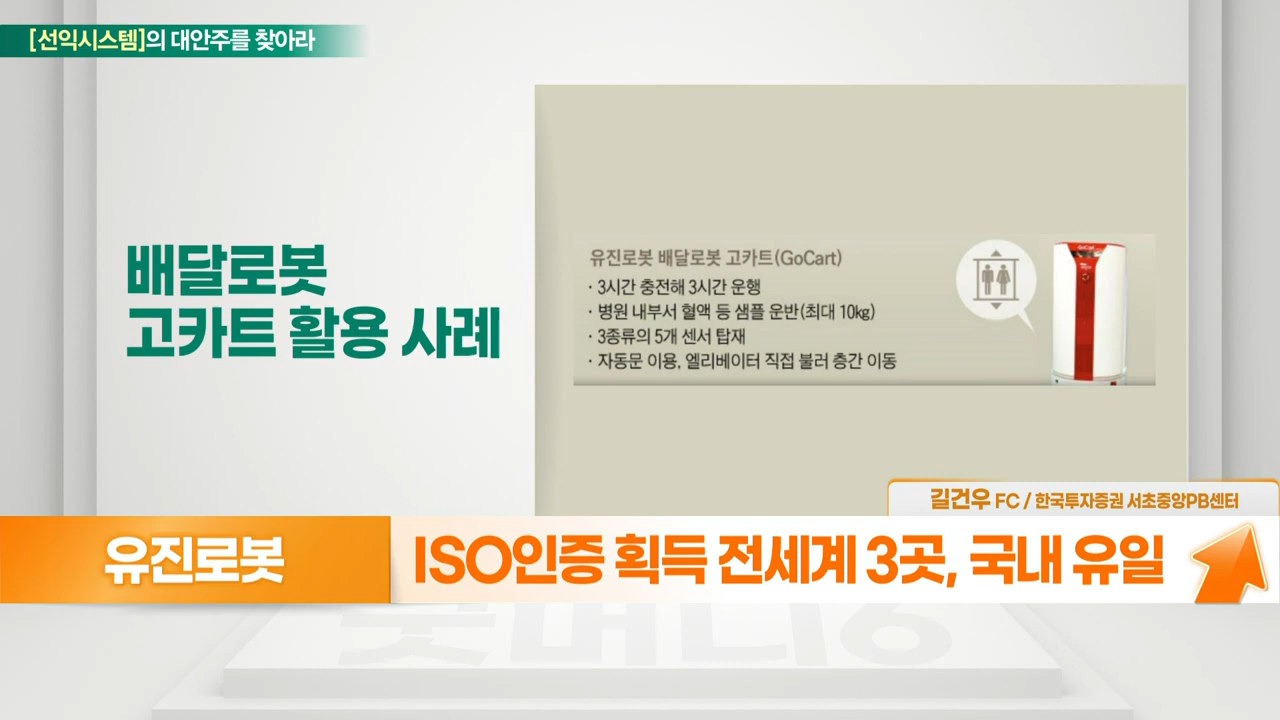 [선익시스템]의 대안주를 찾아라
배달로봇
고카트 활용 사례
유진로봇 배달로봇 고카트(GoCart)
· 3시간 충전해 3시간 운행
· 병원 내부서 혈액 등 샘플 운반(최대 10㎏)
· 3종류의 5개 센서 탑재
· 자동문 이용, 엘리베이터 직접 불러 층간 이동
GoCart
길건우 FC / 한국투자증권 서초중앙PB센터
유진로봇
ISO인증 획득 전세계 3곳, 국내 유일